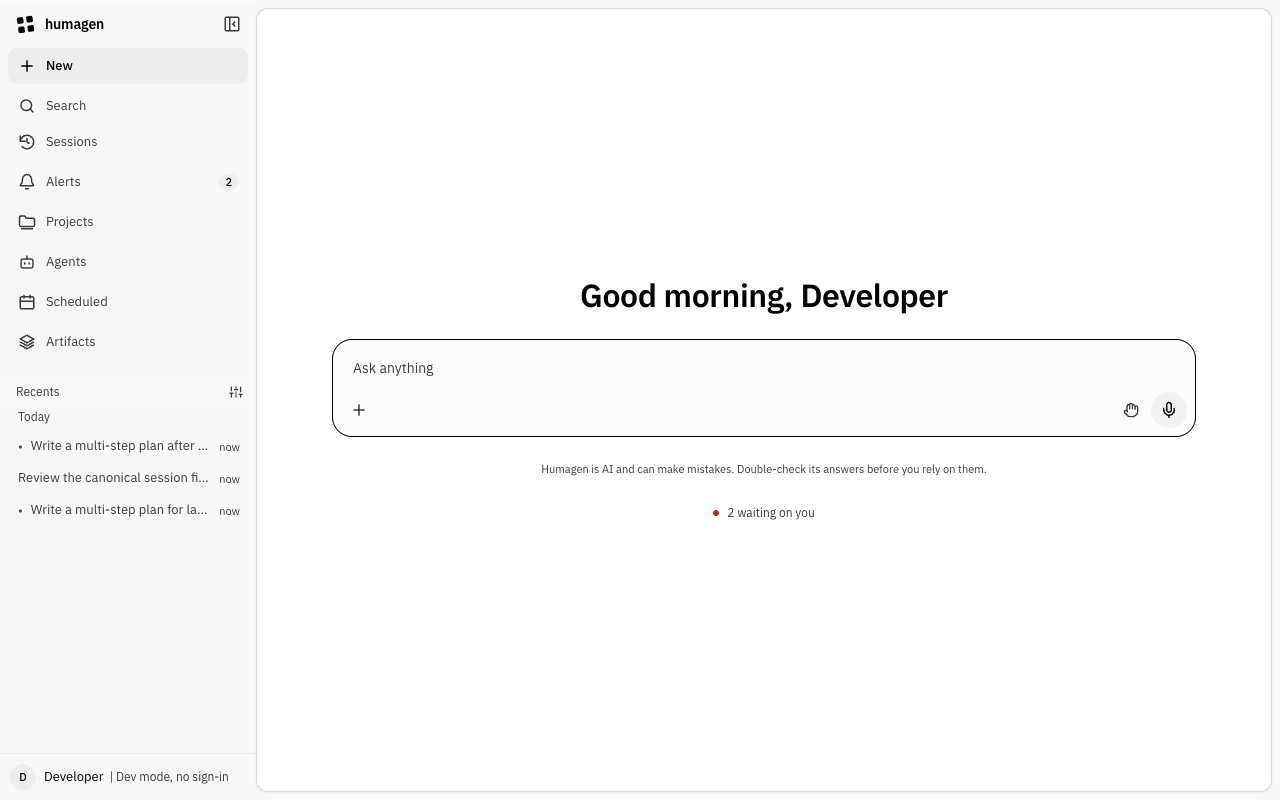 humagen
New
Search
Sessions
Alerts 2
Projects
Agents
Scheduled
Artifacts
Recents
Today
• Write a multi-step plan after ... now
Review the canonical session fi... now
• Write a multi-step plan for la... now
D Developer | Dev mode, no sign-in
Good morning, Developer
Ask anything
Humagen is AI and can make mistakes. Double-check its answers before you rely on them.
2 waiting on you